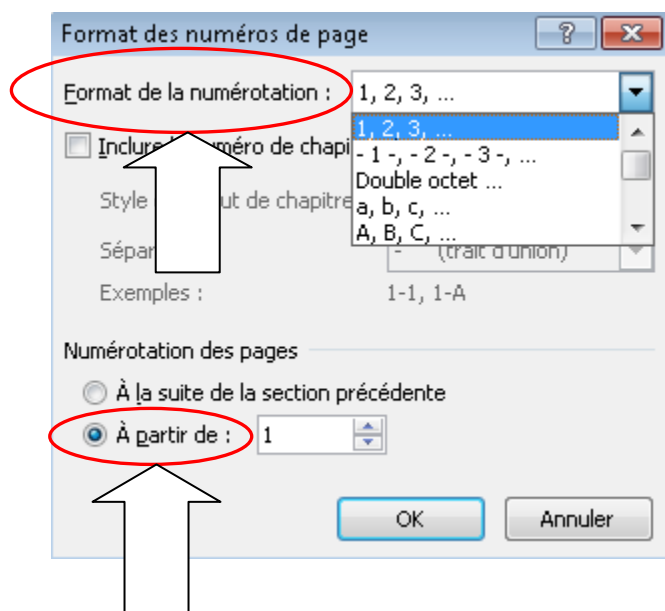 Format des numéros de page
Format de la numérotation : 1, 2, 3, ...
1, 2, 3, ...
Inclure numéro de chapi
- 1 -, - 2 -, - 3 -, ...
Double octet ...
Style ut de chapitre
a, b, c, ...
A, B, C, ...
Sépar - (trait d'union)
Exemples : 1-1, 1-A
Numérotation des pages
À la suite de la section précédente
À partir de : 1
OK Annuler